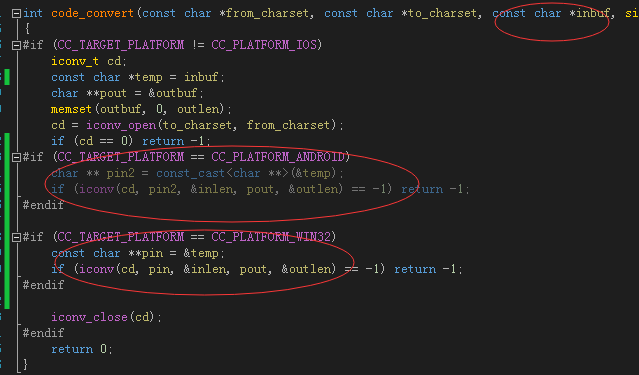 int code_convert(const char *from_charset, const char *to_charset, const char *inbuf, si
{
#if (CC_TARGET_PLATFORM != CC_PLATFORM_IOS)
iconv_t cd;
const char *temp = inbuf;
char **pout = &outbuf;
memset(outbuf, 0, outlen);
cd = iconv_open(to_charset, from_charset);
if (cd == 0) return -1;
#if (CC_TARGET_PLATFORM == CC_PLATFORM_ANDROID)
char ** pin2 = const_cast<char **>(&temp);
if (iconv(cd, pin2, &inlen, pout, &outlen) == -1) return -1;
#endif
#if (CC_TARGET_PLATFORM == CC_PLATFORM_WIN32)
const char **pin = &temp;
if (iconv(cd, pin, &inlen, pout, &outlen) == -1) return -1;
#endif
iconv_close(cd);
#endif
return 0;
}